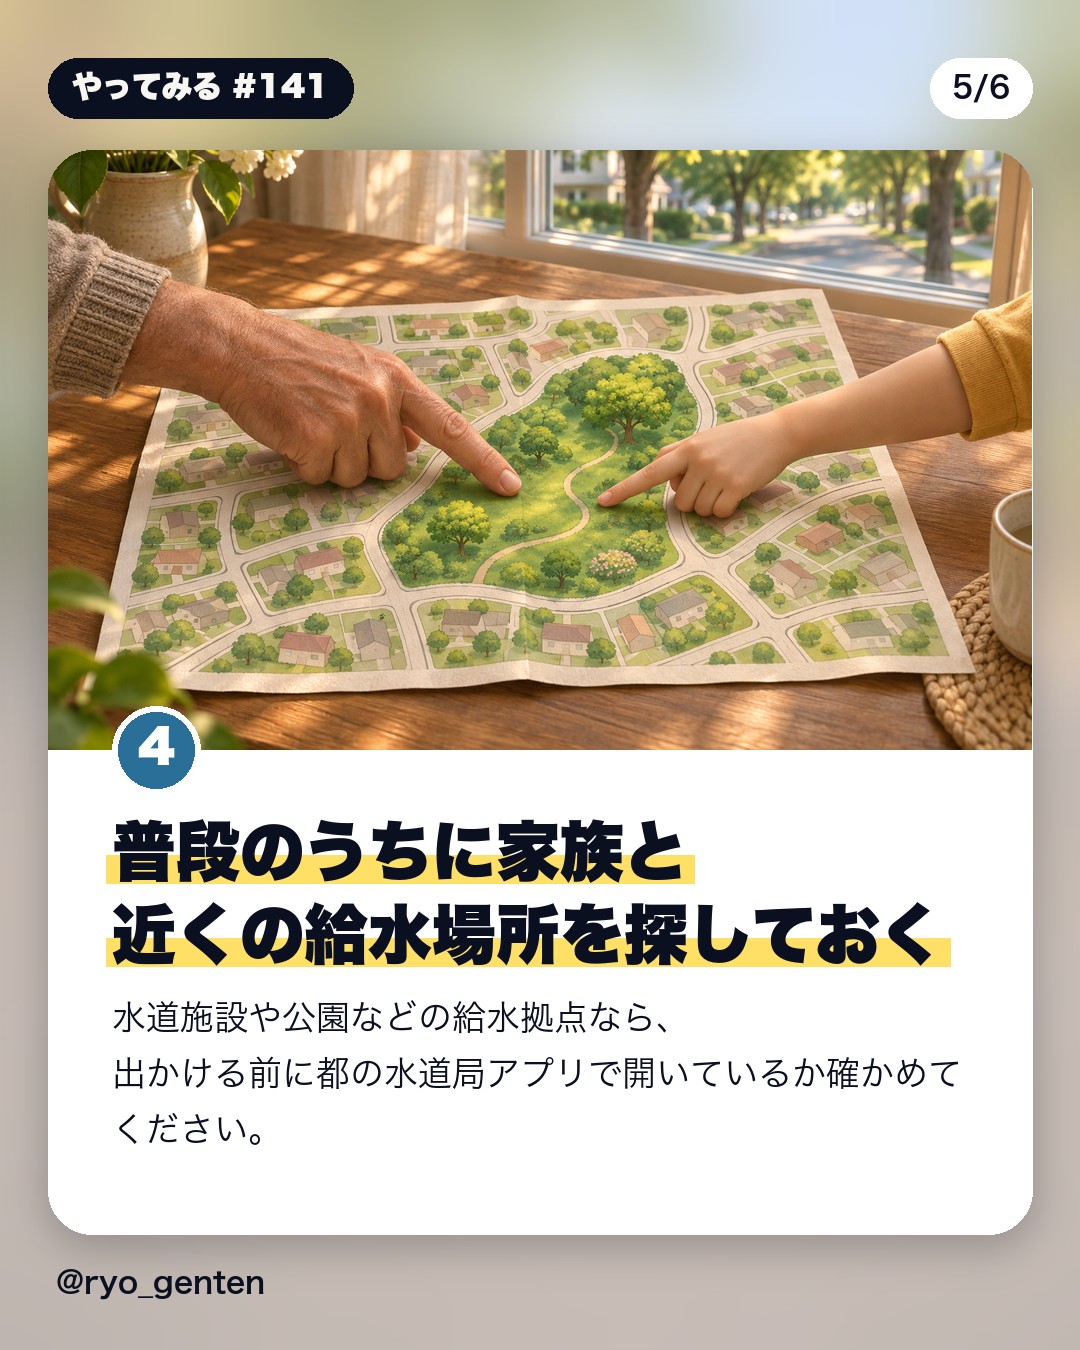 やってみる #141
5/6
4
普段のうちに家族と
近くの給水場所を探しておく
水道施設や公園などの給水拠点なら、
出かける前に都の水道局アプリで開いているか確かめて
ください。
@ryo_genten